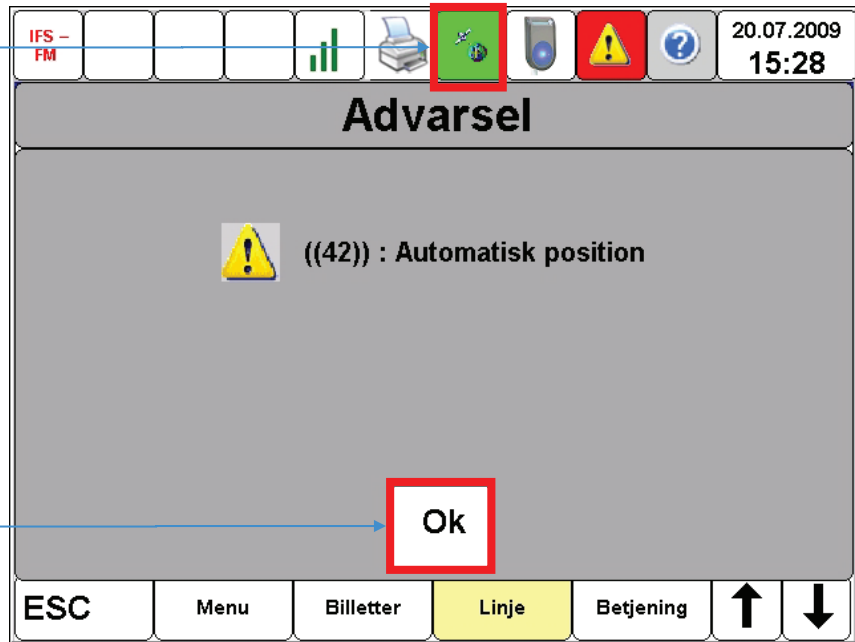 IFS –
FM
20.07.2009
15:28
Advarsel
((42)) : Automatisk position
Ok
ESC
Menu
Billetter
Linje
Betjening